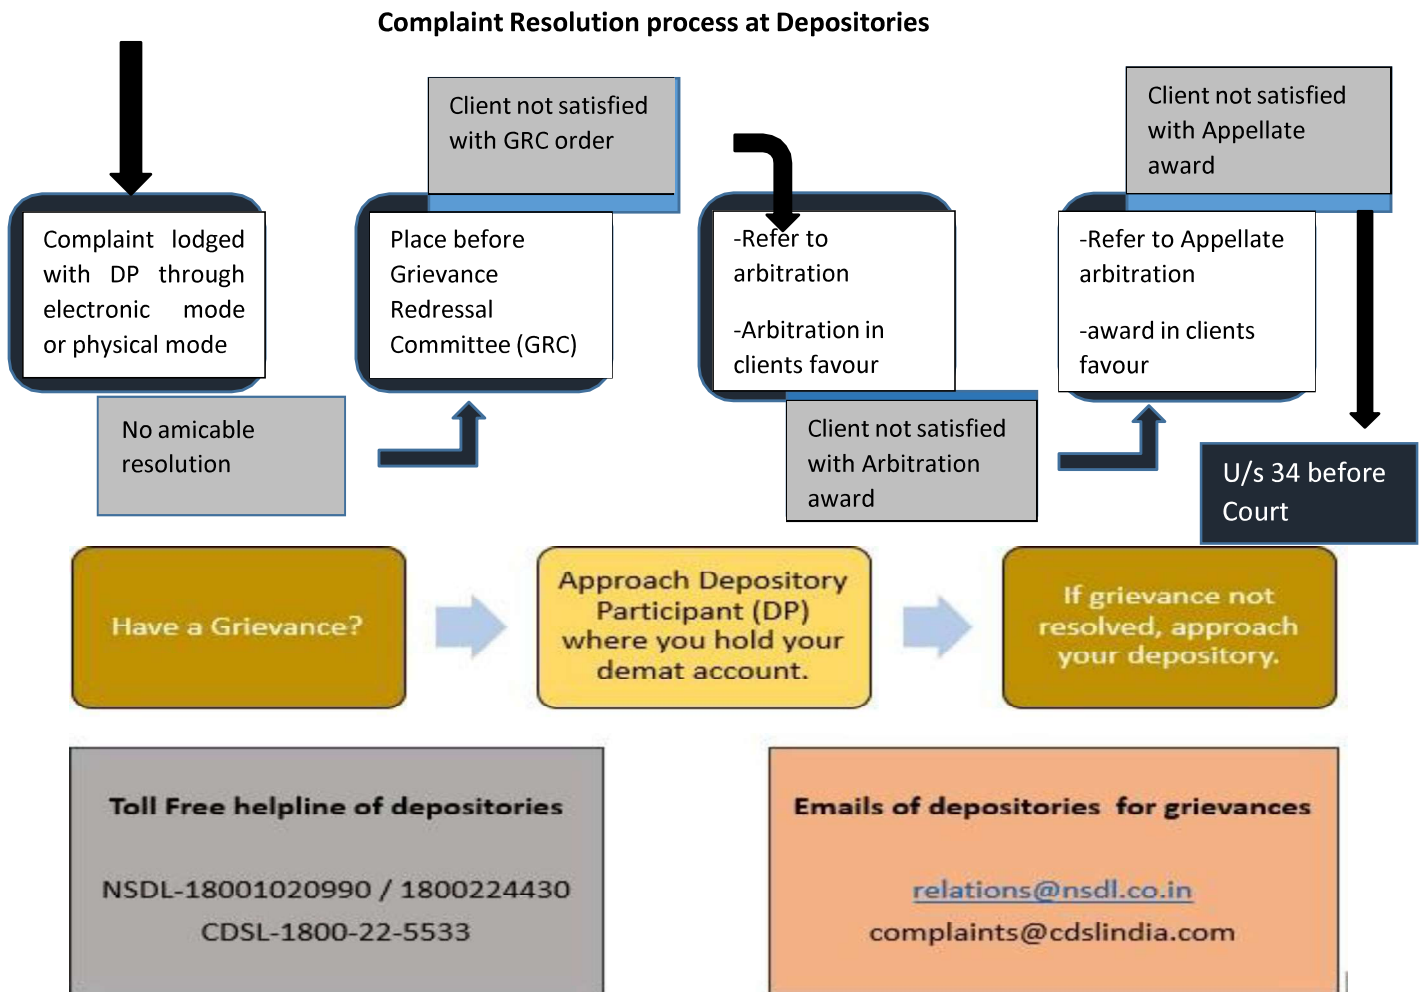 Complaint Resolution process at Depositories
Client not satisfied
with GRC order
Client not satisfied
with Appellate
award
Complaint lodged
with DP through
electronic mode
or physical mode
Place before
Grievance
Redressal
Committee (GRC)
-Refer to
arbitration
-Arbitration in
clients favour
-Refer to Appellate
arbitration
-award in clients
favour
No amicable
resolution
Client not satisfied
with Arbitration
award
U/s 34 before
Court
Have a Grievance?
Approach Depository
Participant (DP)
where you hold your
demat account.
If grievance not
resolved, approach
your depository.
Toll Free helpline of depositories
NSDL-18001020990 / 1800224430
CDSL-1800-22-5533
Emails of depositories for grievances
relations@nsdl.co.in
complaints@cdslindia.com